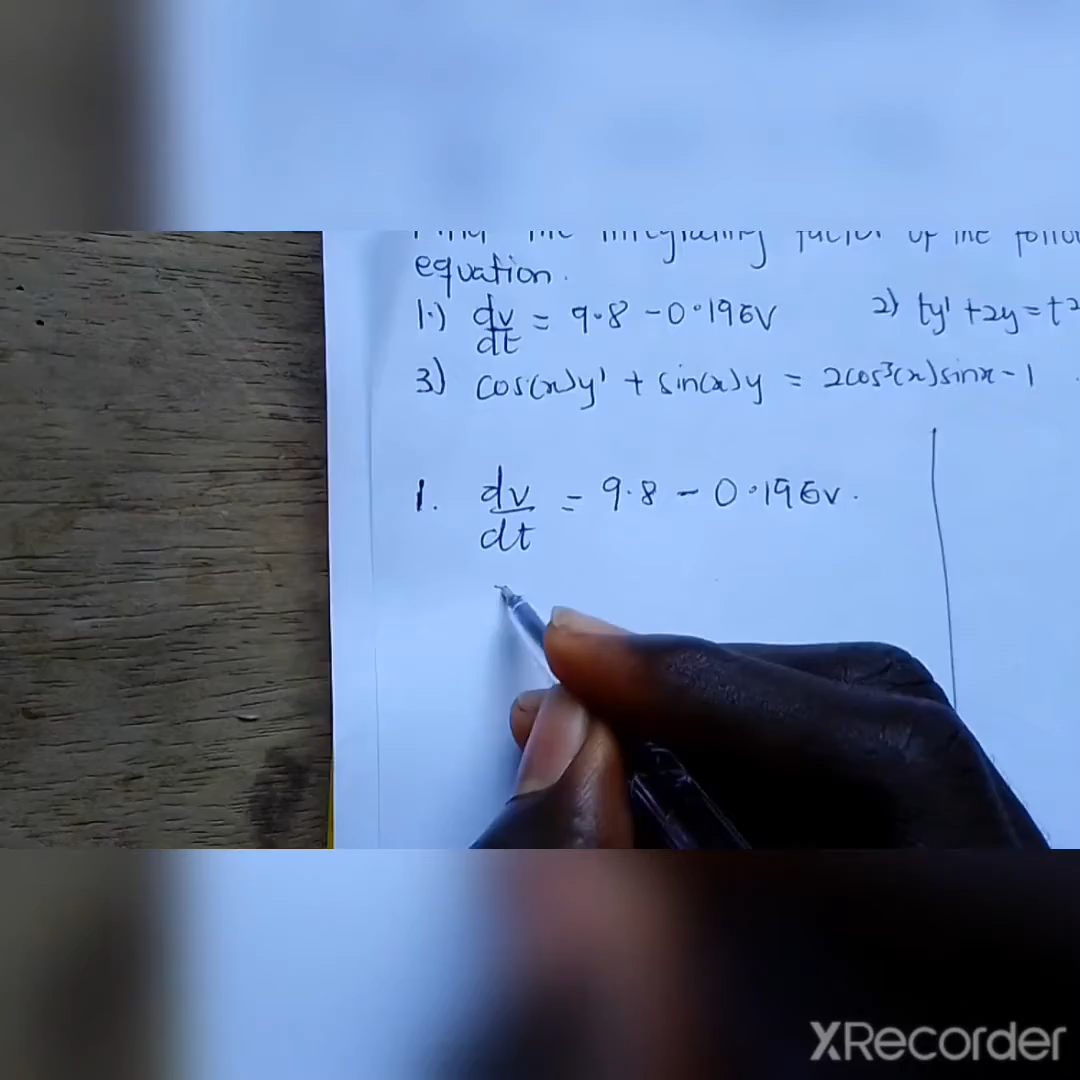 equation.
1.) dv/dt = 9.8 - 0.196V 2) ty' + 2y = t²
3) cos(x)y' + sin(x)y = 2cos³(x)sinx - 1
1. dv/dt = 9.8 - 0.196v.
XRecorder